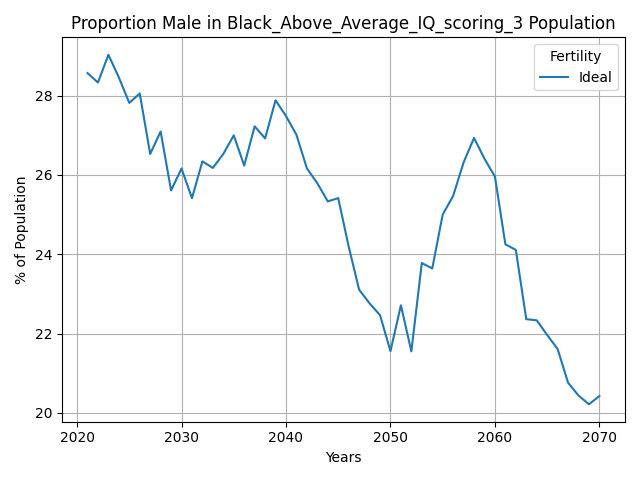 Proportion Male in Black_Above_Average_IQ_scoring_3 Population
Fertility
Ideal
% of Population
28
26
24
22
20
2020 2030 2040 2050 2060 2070
Years